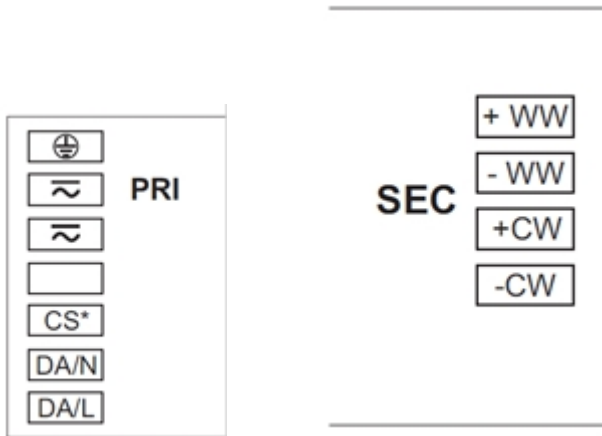 PRI
CS*
DA/N
DA/L
SEC
+ WW
- WW
+CW
-CW